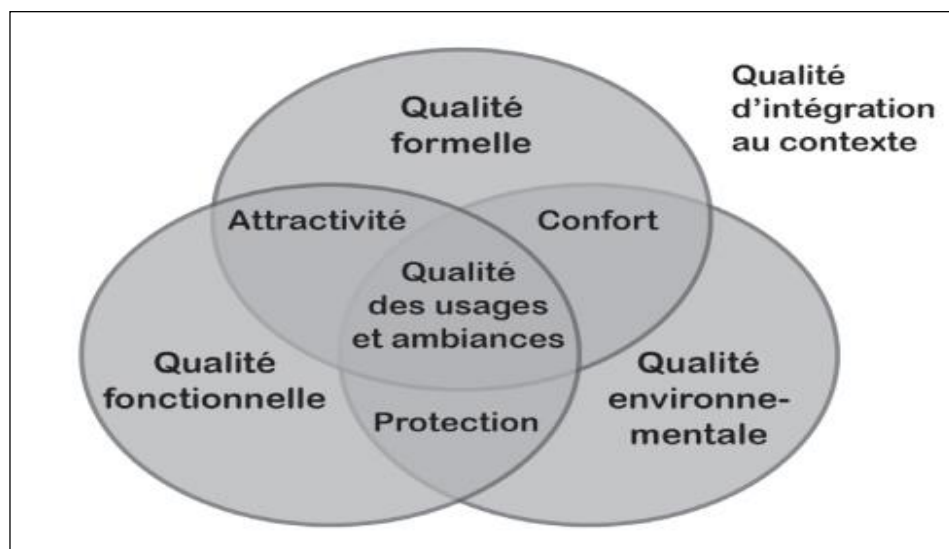 Qualité
formelle
Qualité
d'intégration
au contexte
Attractivité
Confort
Qualité
des usages
et ambiances
Qualité
fonctionnelle
Qualité
environne-
mentale
Protection